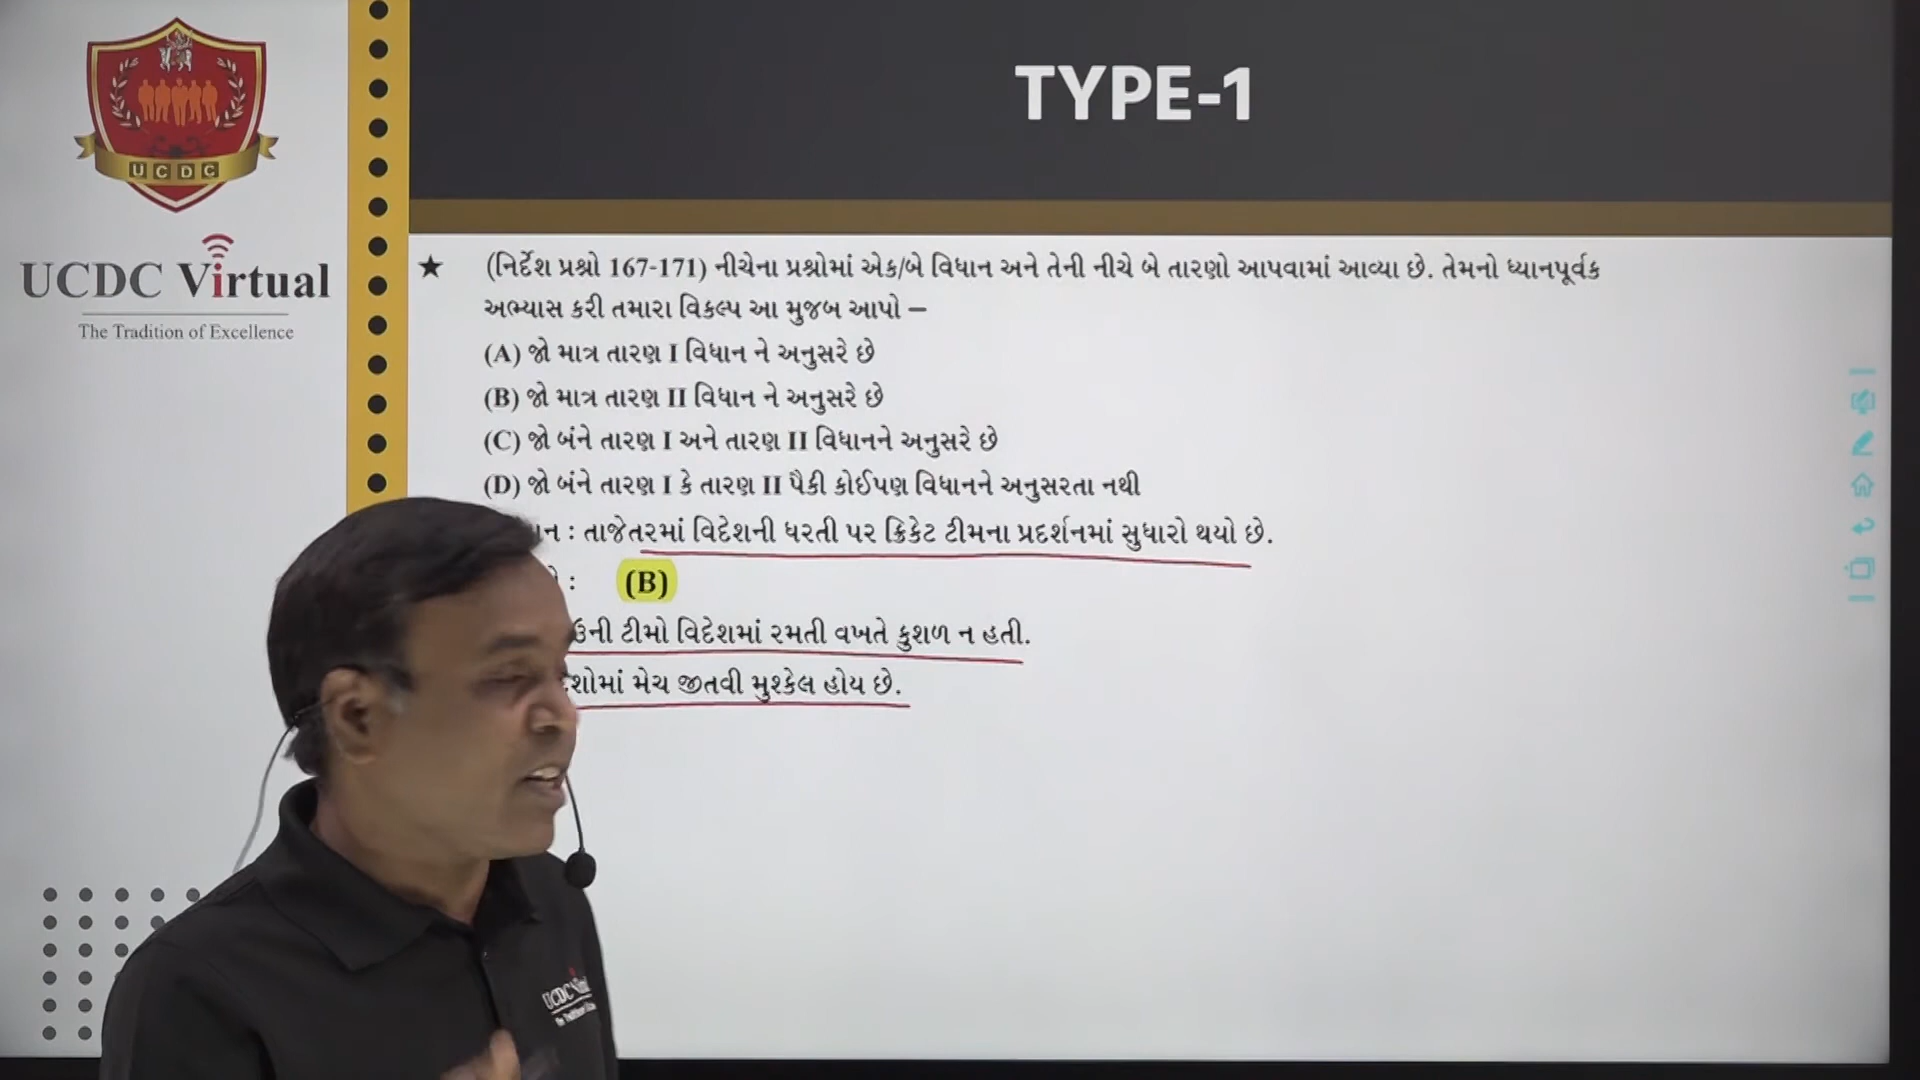 UCDC
UCDC Virtual
The Tradition of Excellence
TYPE-1
★ (નિર્દેશ પ્રશ્નો 167-171) નીચેના પ્રશ્નોમાં એક/બે વિધાન અને તેની નીચે બે તારણો આપવામાં આવ્યા છે. તેમનો ધ્યાનપૂર્વક
અભ્યાસ કરી તમારા વિકલ્પ આ મુજબ આપો –
(A) જો માત્ર તારણ I વિધાન ને અનુસરે છે
(B) જો માત્ર તારણ II વિધાન ને અનુસરે છે
(C) જો બંને તારણ I અને તારણ II વિધાનને અનુસરે છે
(D) જો બંને તારણ I કે તારણ II પૈકી કોઈપણ વિધાનને અનુસરતા નથી
: તાજેતરમાં વિદેશની ધરતી પર ક્રિકેટ ટીમના પ્રદર્શનમાં સુધારો થયો છે.
: (B)
ટીમો વિદેશમાં રમતી વખતે કુશળ ન હતી.
મેચ જીતવી મુશ્કેલ હોય છે.
UCDC